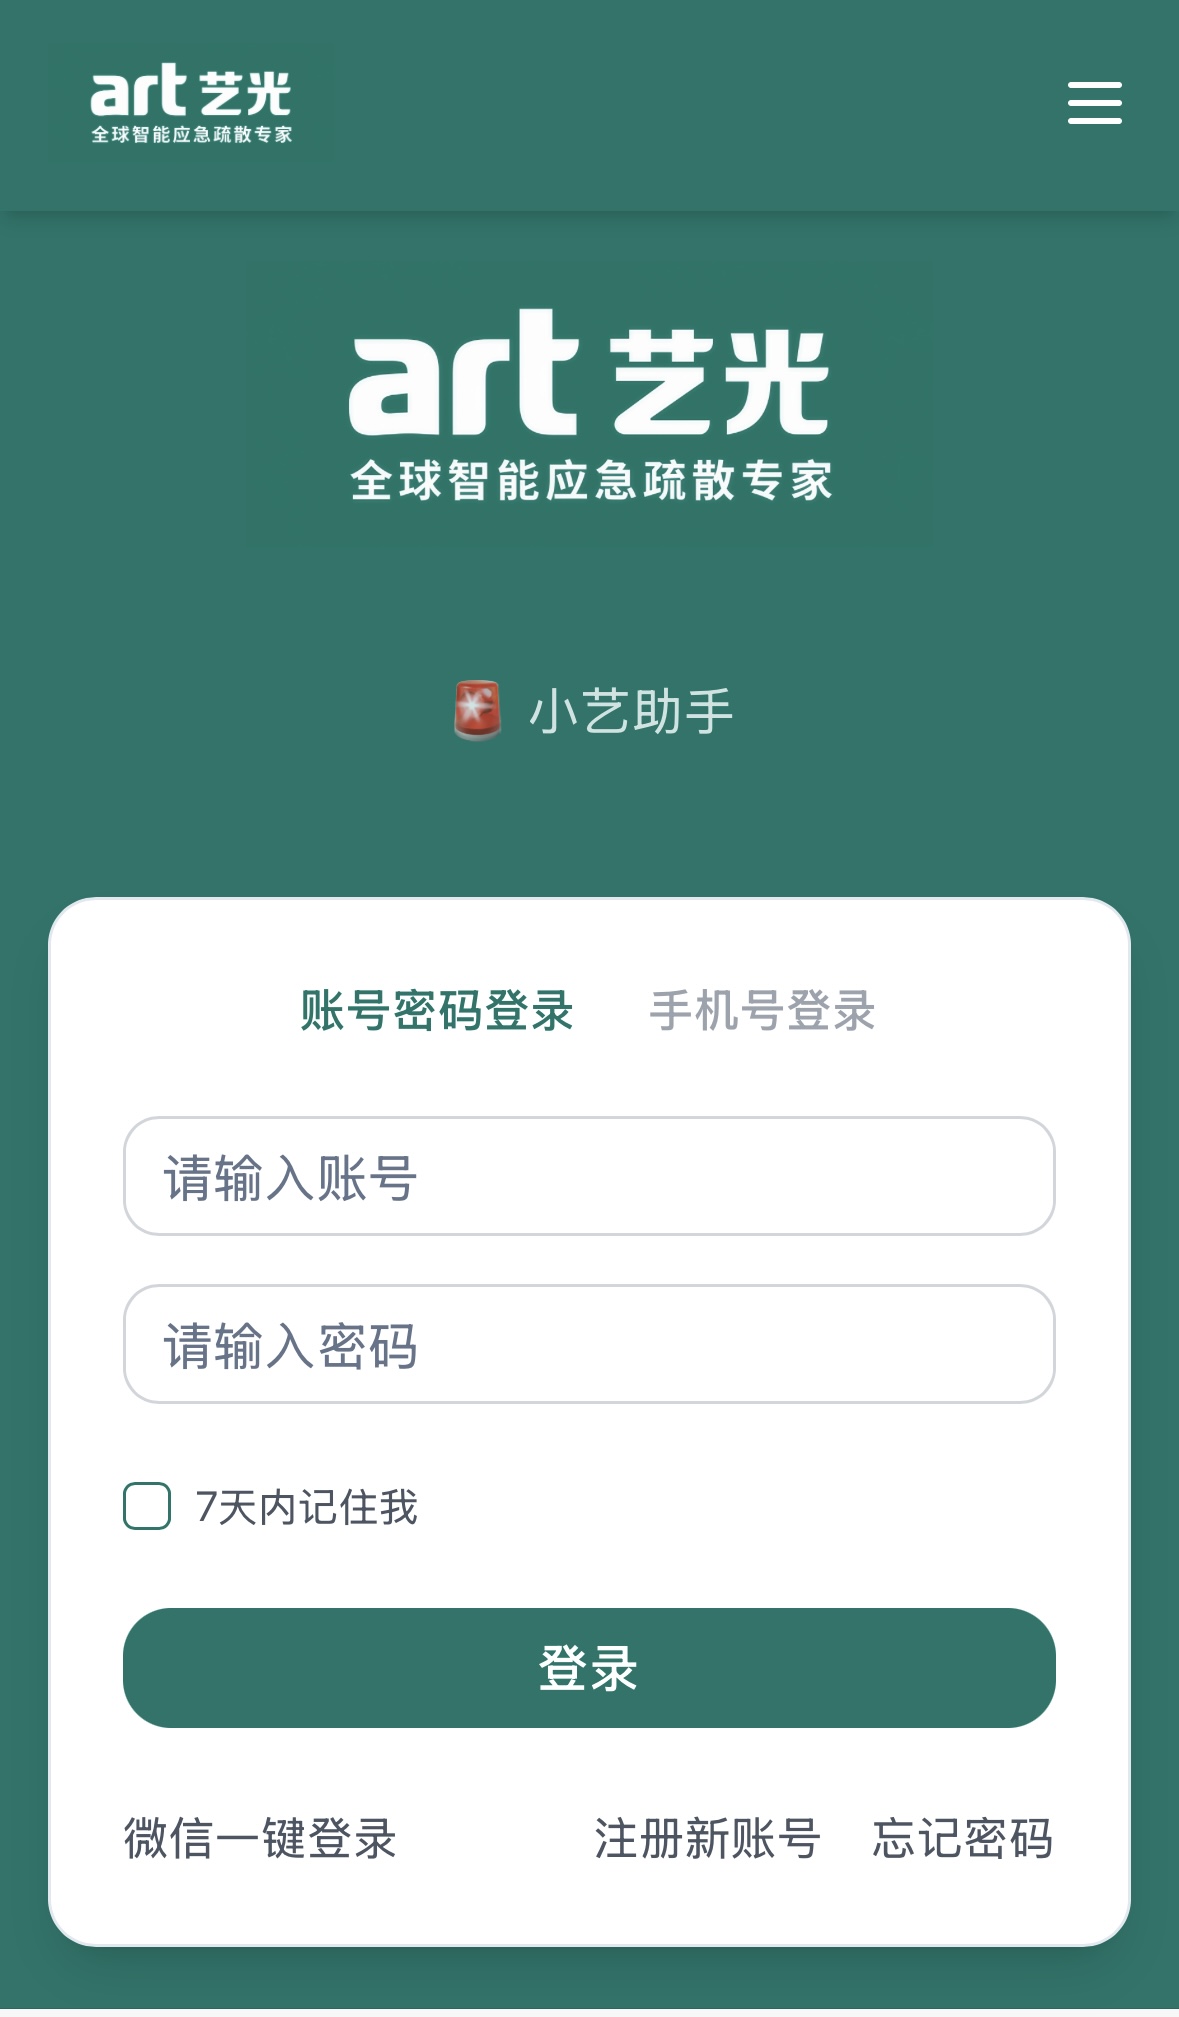 art 艺光
全球智能应急疏散专家
art 艺光
全球智能应急疏散专家
小艺助手
账号密码登录 手机号登录
请输入账号
请输入密码
7天内记住我
登录
微信一键登录 注册新账号 忘记密码